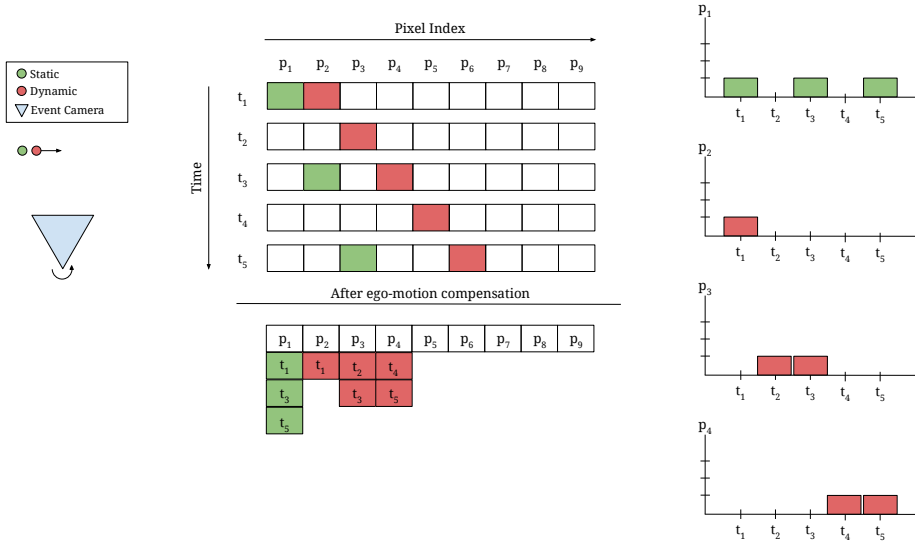 Static
Dynamic
Event Camera
Pixel Index
p1 p2 p3 p4 p5 p6 p7 p8 p9
Time
t1
t2
t3
t4
t5
After ego-motion compensation
p1 p2 p3 p4 p5 p6 p7 p8 p9
t1 t1 t2 t4
t3 t3 t5
t5
p1
t1 t2 t3 t4 t5
p2
t1 t2 t3 t4 t5
p3
t1 t2 t3 t4 t5
p4
t1 t2 t3 t4 t5